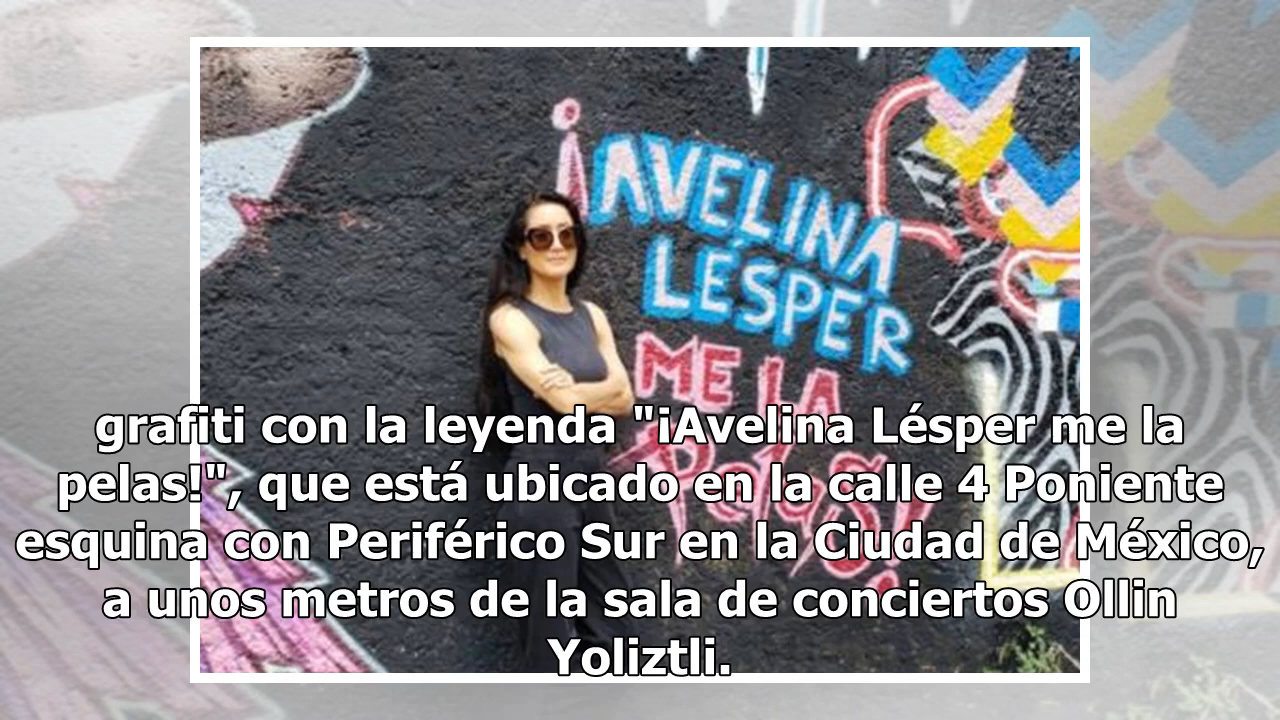 ¡AVELINA
LÉSPER
ME LA
Pelas!
grafiti con la leyenda "¡Avelina Lésper me la
pelas!", que está ubicado en la calle 4 Poniente
esquina con Periférico Sur en la Ciudad de México,
a unos metros de la sala de conciertos Ollin
Yoliztli.